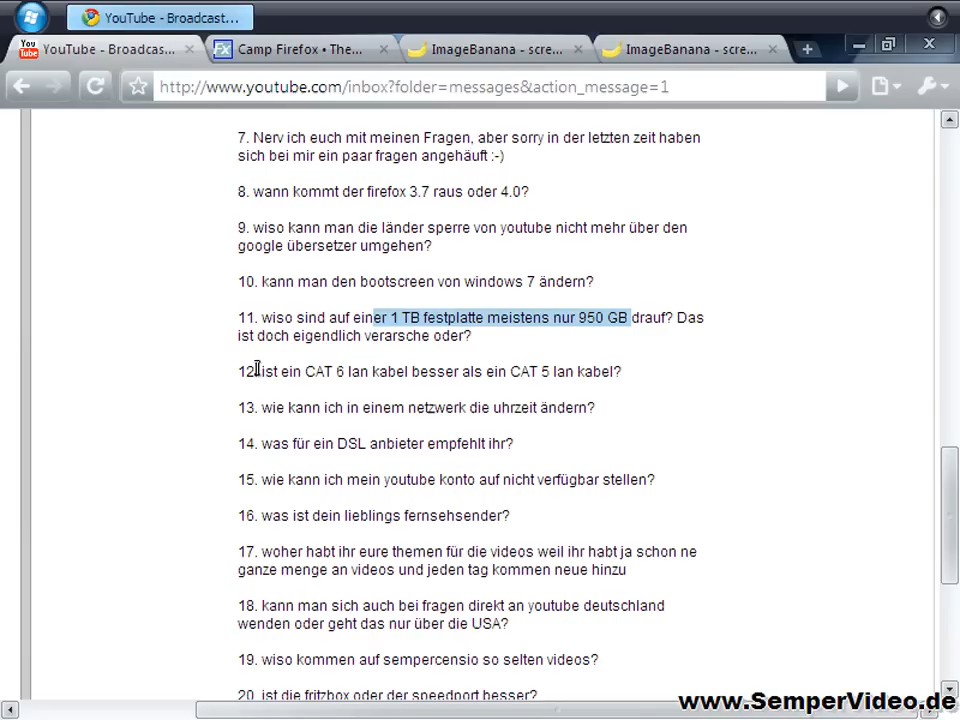 YouTube - Broadcast...
YouTube - Broadcas...
Camp Firefox • The...
ImageBanana - scre...
ImageBanana - scre...
http://www.youtube.com/inbox?folder=messages&action_message=1
7. Nerv ich euch mit meinen Fragen, aber sorry in der letzten zeit haben
sich bei mir ein paar fragen angehäuft :-)
8. wann kommt der firefox 3.7 raus oder 4.0?
9. wiso kann man die länder sperre von youtube nicht mehr über den
google übersetzer umgehen?
10. kann man den bootscreen von windows 7 ändern?
11. wiso sind auf einer 1 TB festplatte meistens nur 950 GB drauf? Das
ist doch eigendlich verarsche oder?
12. ist ein CAT 6 lan kabel besser als ein CAT 5 lan kabel?
13. wie kann ich in einem netzwerk die uhrzeit ändern?
14. was für ein DSL anbieter empfehlt ihr?
15. wie kann ich mein youtube konto auf nicht verfügbar stellen?
16. was ist dein lieblings fernsehsender?
17. woher habt ihr eure themen für die videos weil ihr habt ja schon ne
ganze menge an videos und jeden tag kommen neue hinzu
18. kann man sich auch bei fragen direkt an youtube deutschland
wenden oder geht das nur über die USA?
19. wiso kommen auf sempercensio so selten videos?
20. ist die fritzbox oder der speedport besser?
www.SemperVideo.de